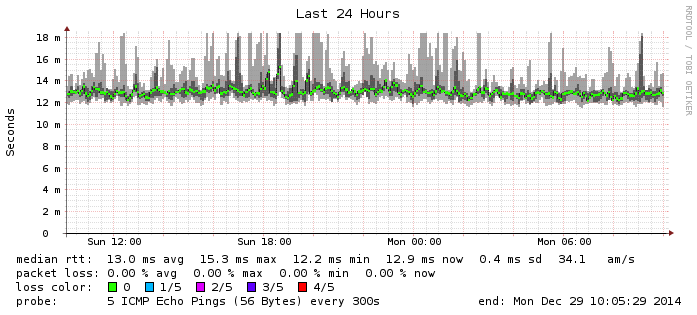 Last 24 Hours
RRDTOOL / TOBI OETIKER
Seconds
18 m
16 m
14 m
12 m
10 m
8 m
6 m
4 m
2 m
0
Sun 12:00 Sun 18:00 Mon 00:00 Mon 06:00
median rtt: 13.0 ms avg 15.3 ms max 12.2 ms min 12.9 ms now 0.4 ms sd 34.1 am/s
packet loss: 0.00 % avg 0.00 % max 0.00 % min 0.00 % now
loss color: 0 1/5 2/5 3/5 4/5
probe: 5 ICMP Echo Pings (56 Bytes) every 300s end: Mon Dec 29 10:05:29 2014